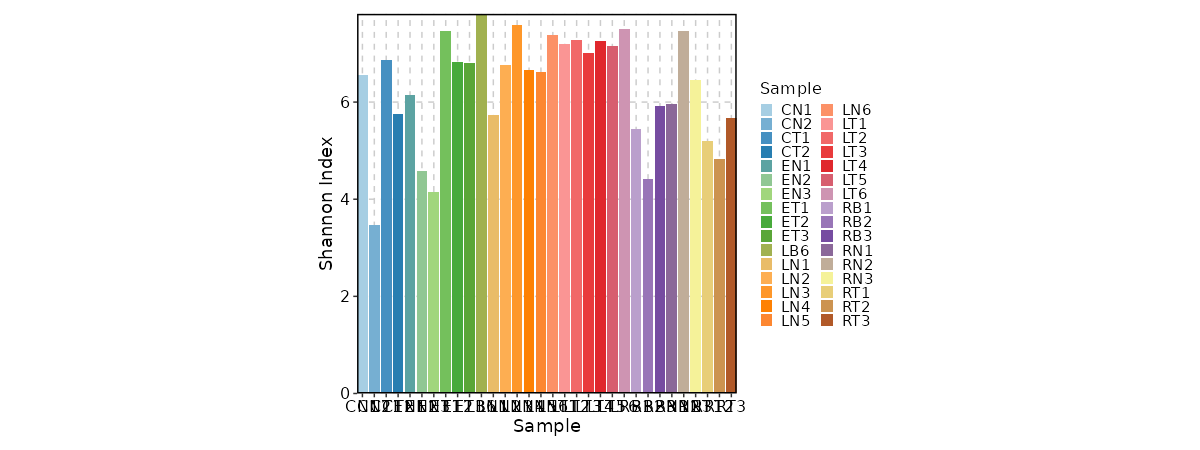 Sample
CN1 LN6
CN2 LT1
CT1 LT2
CT2 LT3
EN1 LT4
EN2 LT5
EN3 LT6
ET1 RB1
ET2 RB2
ET3 RB3
LB6 RN1
LN1 RN2
LN2 RN3
LN3 RT1
LN4 RT2
LN5 RT3
Shannon Index
6
4
2
0
Sample